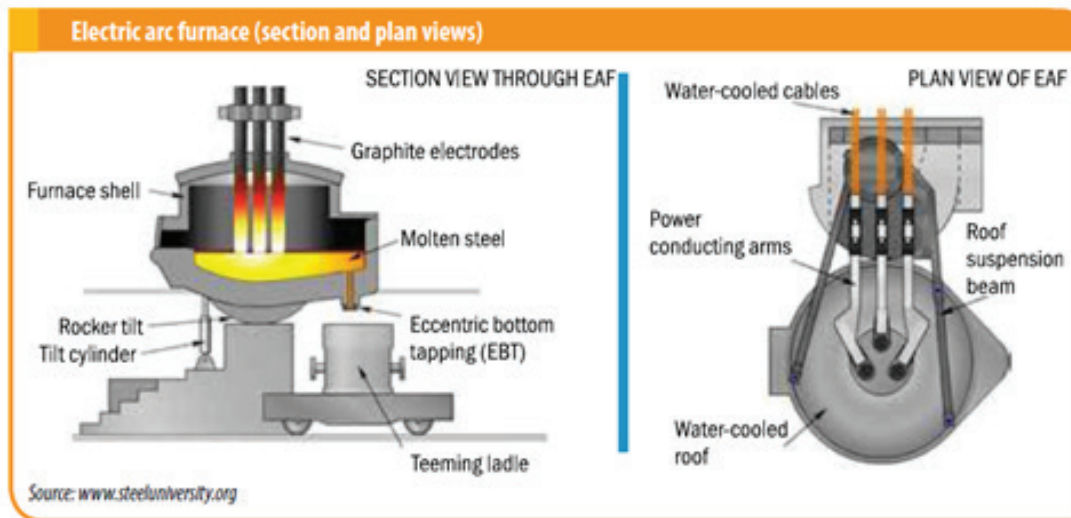 Electric arc furnace (section and plan views)
SECTION VIEW THROUGH EAF
Graphite electrodes
Furnace shell
Molten steel
Rocker tilt
Tilt cylinder
Eccentric bottom
tapping (EBT)
Teeming ladle
PLAN VIEW OF EAF
Water-cooled cables
Power
conducting arms
Roof
suspension
beam
Water-cooled
roof
Source: www.steeluniversity.org